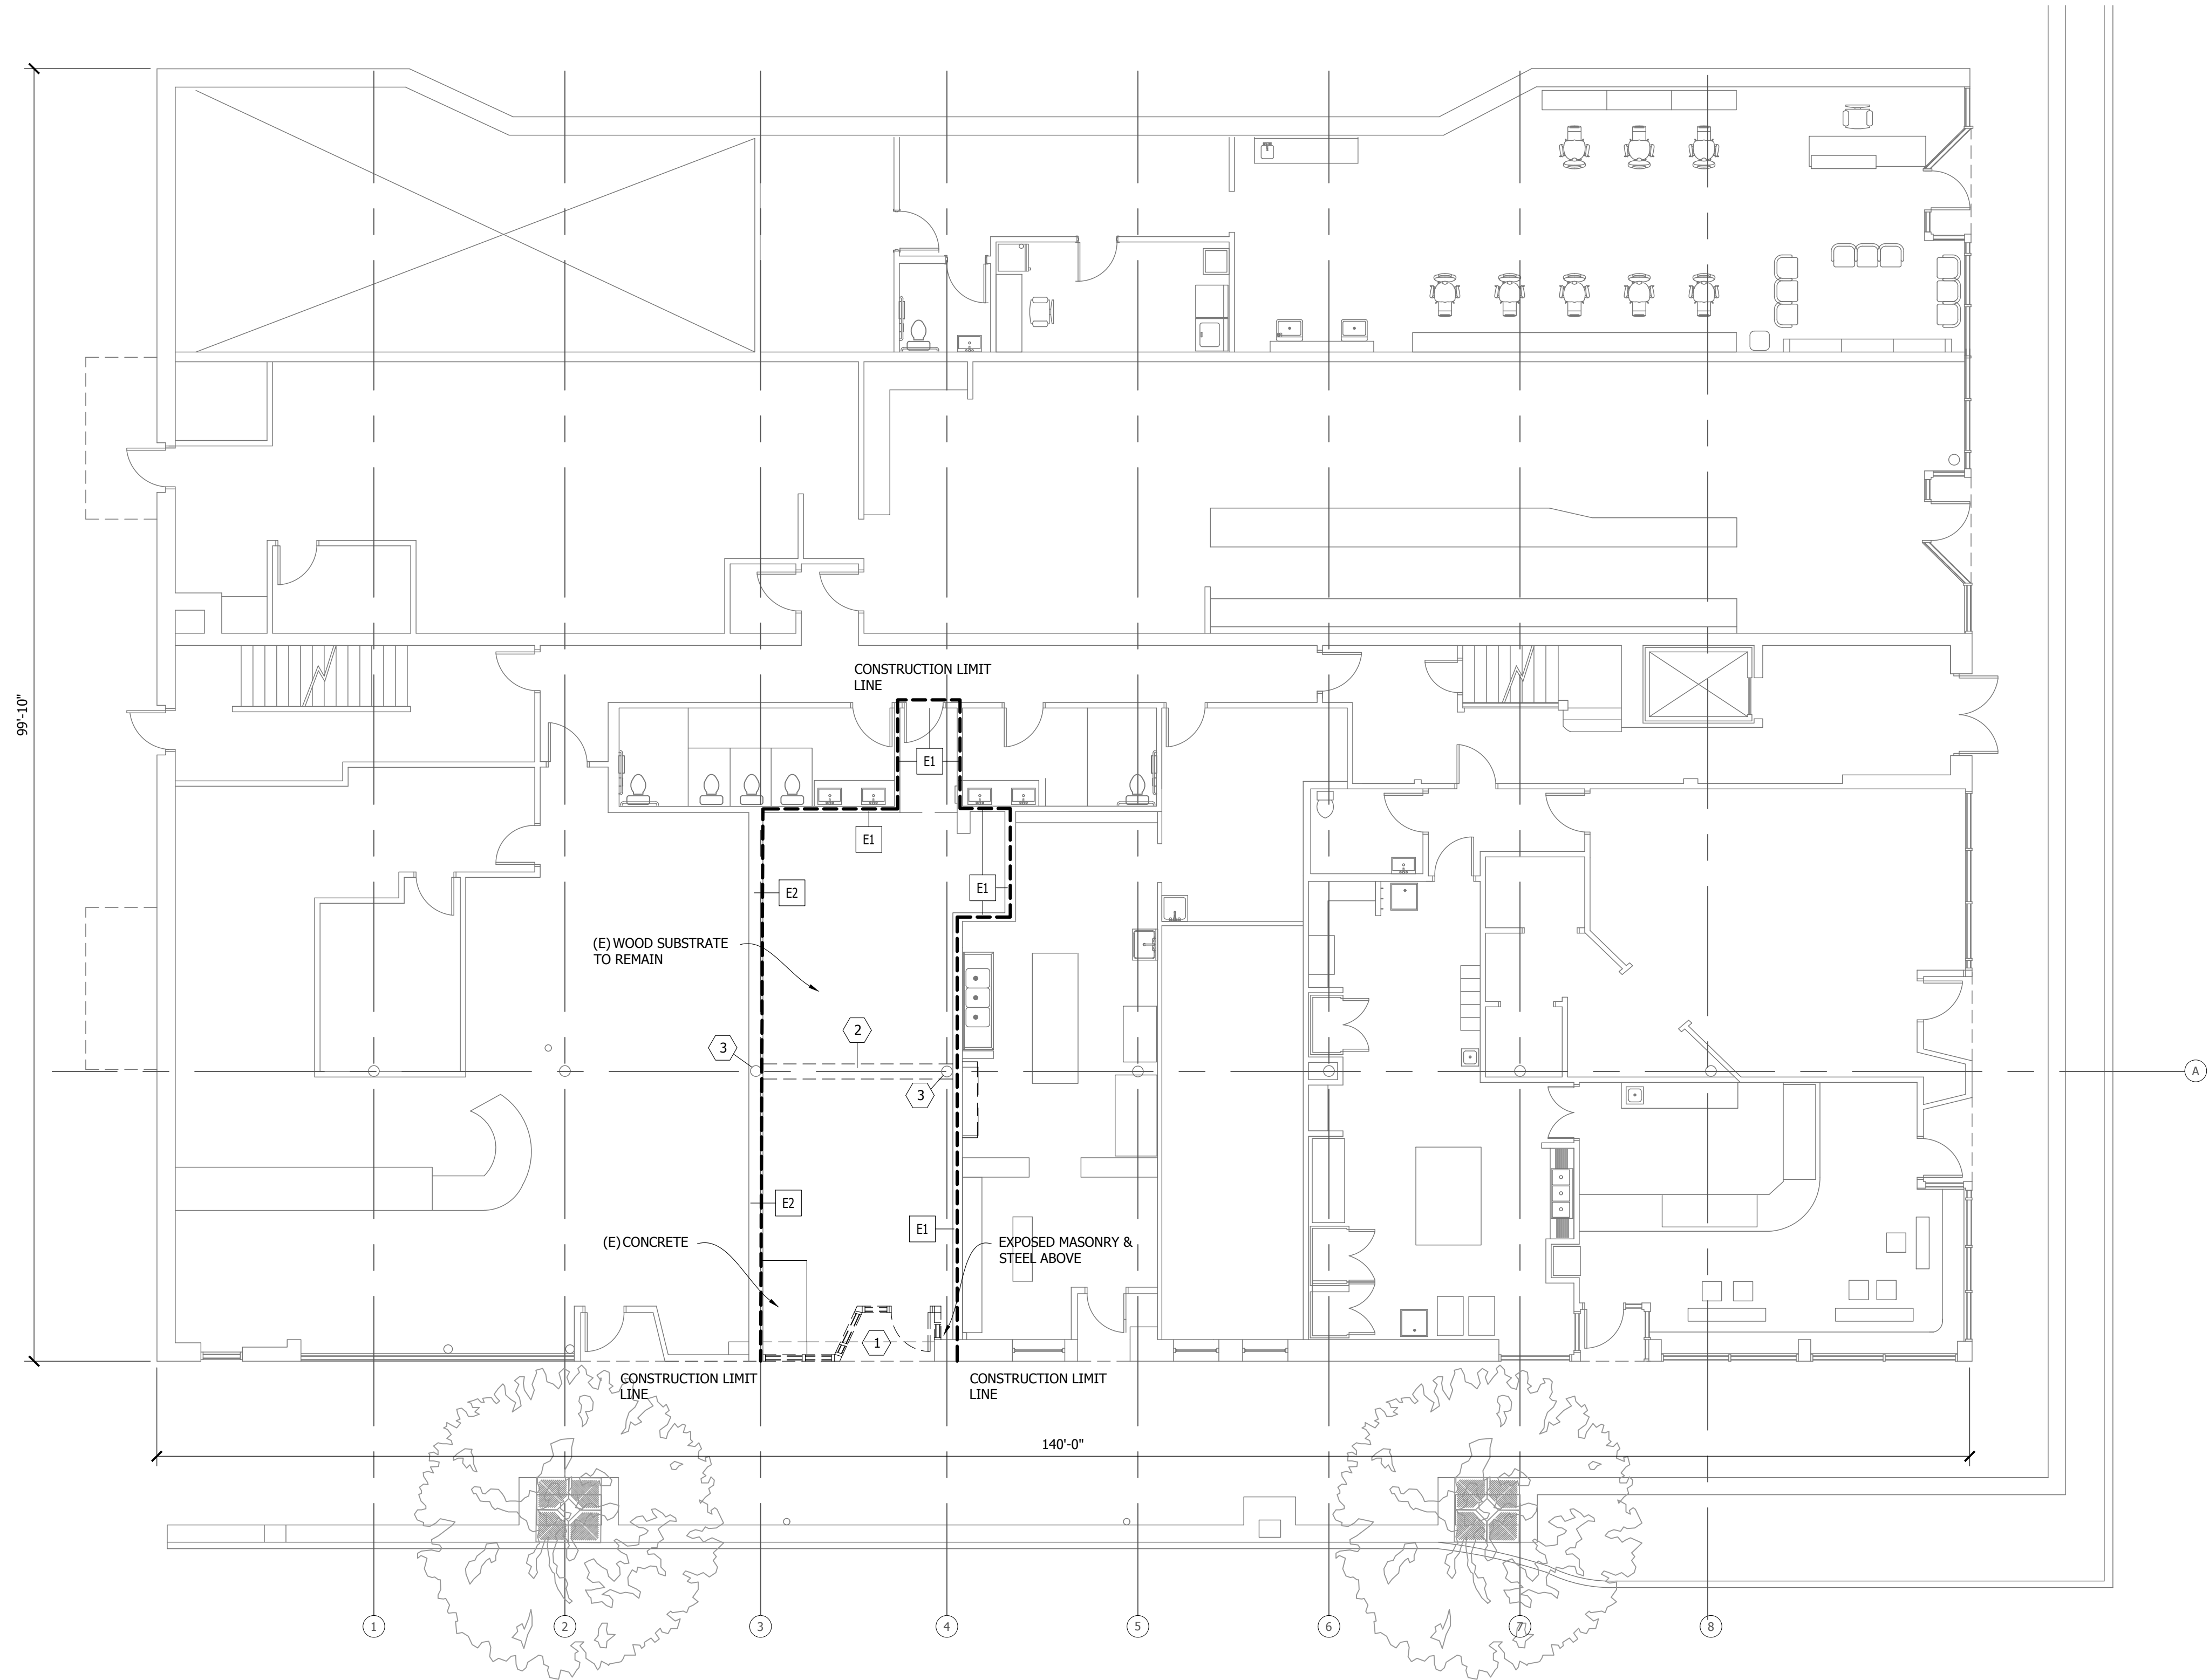 CONSTRUCTION LIMIT
LINE
99'-10"
E1
E1
E1
E2
(E) WOOD SUBSTRATE
TO REMAIN
2
3
3
A
E2
E1
(E) CONCRETE
EXPOSED MASONRY &
STEEL ABOVE
1
CONSTRUCTION LIMIT
LINE
CONSTRUCTION LIMIT
LINE
140'-0"
1
2
3
4
5
6
7
8